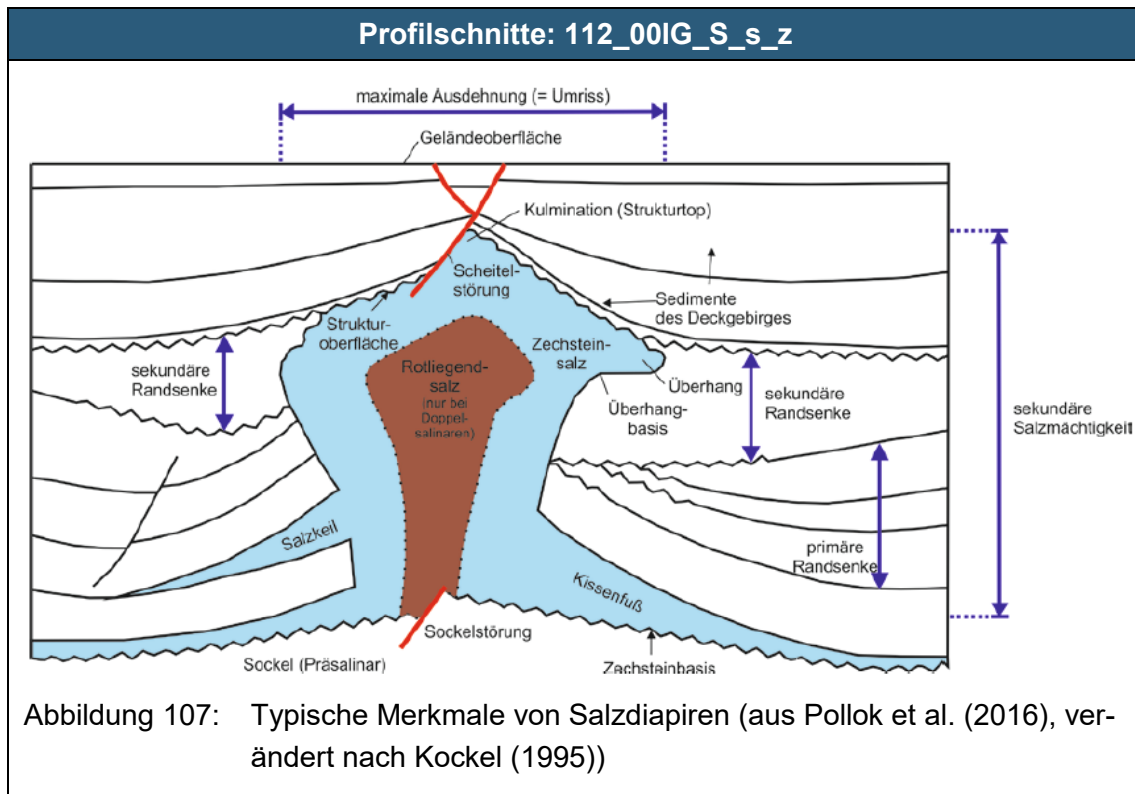 Profilschnitte: 112_00IG_S_s_z
maximale Ausdehnung (= Umriss)
Geländeoberfläche
Kulmination (Strukturtop)
Scheitel-
störung
Sedimente
des Deckgebirges
Struktur-
oberfläche
Zechstein-
salz
sekundäre
Randsenke
Rotliegend-
salz
(nur bei
Doppel-
salinaren)
Überhang
Überhang-
basis
sekundäre
Randsenke
sekundäre
Salzmächtigkeit
Salzkeil
primäre
Randsenke
Kissenfuß
Sockelstörung
Sockel (Präsalinar)
Zechsteinbasis
Abbildung 107: Typische Merkmale von Salzdiapiren (aus Pollok et al. (2016), ver-
ändert nach Kockel (1995))